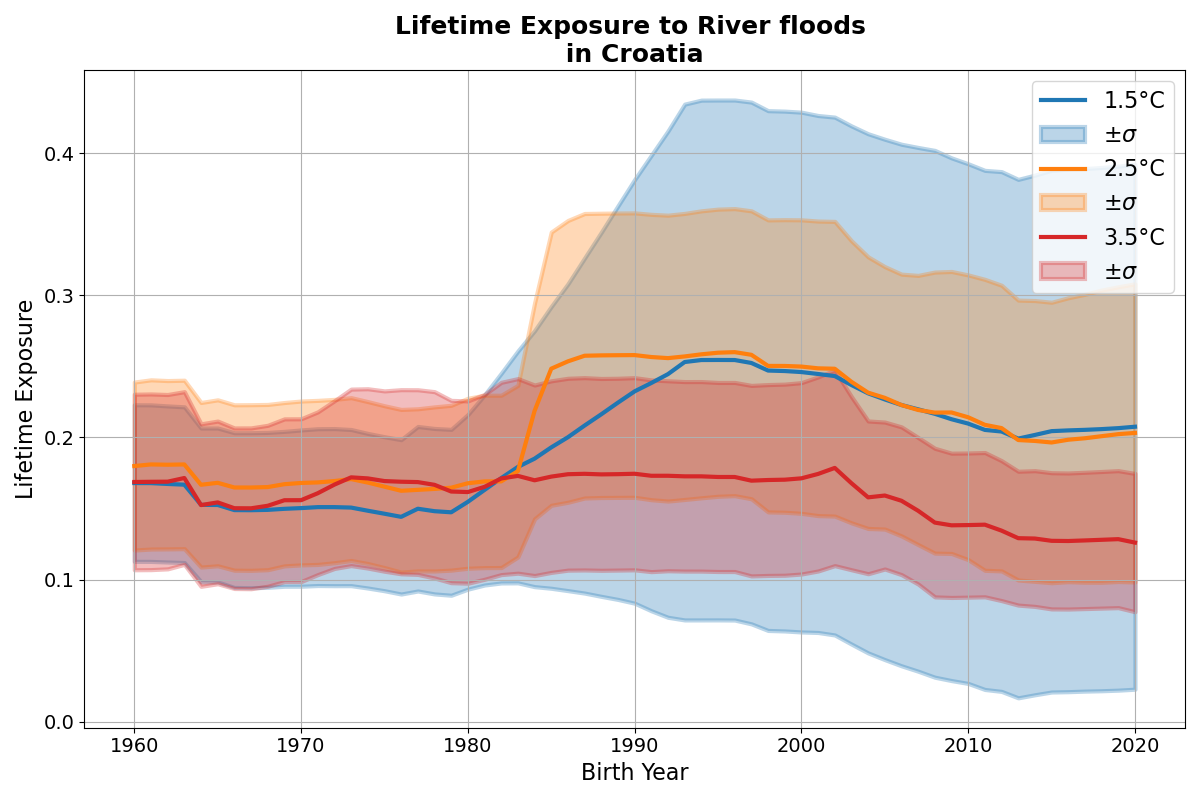 Lifetime Exposure to River floods
in Croatia
Lifetime Exposure
0.4
0.3
0.2
0.1
0.0
1960 1970 1980 1990 2000 2010 2020
Birth Year
1.5°C
±σ
2.5°C
±σ
3.5°C
±σ